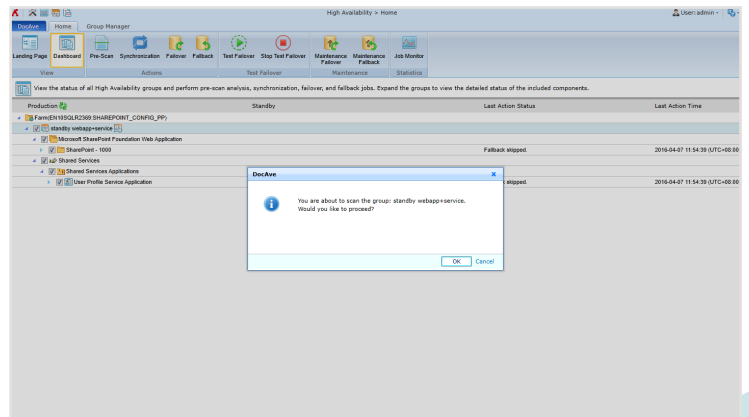 High Availability > Home
User: admin
DocAve
Home
Group Manager
Landing Page
Dashboard
Pre-Scan
Synchronization
Failover
Fallback
Test Failover
Stop Test Failover
Maintenance Failover
Maintenance Fallback
Job Monitor
View
Actions
Test Failover
Maintenance
Statistics
View the status of all High Availability groups and perform pre-scan analysis, synchronization, failover, and fallback jobs. Expand the groups to view the detailed status of the included components.
Production
Standby
Last Action Status
Last Action Time
Farm(EN10SQLR2369:SHAREPOINT_CONFIG_PP)
standby webapp+service
Microsoft SharePoint Foundation Web Application
SharePoint - 1000
Fallback skipped.
2016-04-07 11:54:39 (UTC+08:00
Shared Services
Shared Services Applications
User Profile Service Application
skipped.
2016-04-07 11:54:39 (UTC+08:00
DocAve
You are about to scan the group: standby webapp+service.
Would you like to proceed?
OK
Cancel